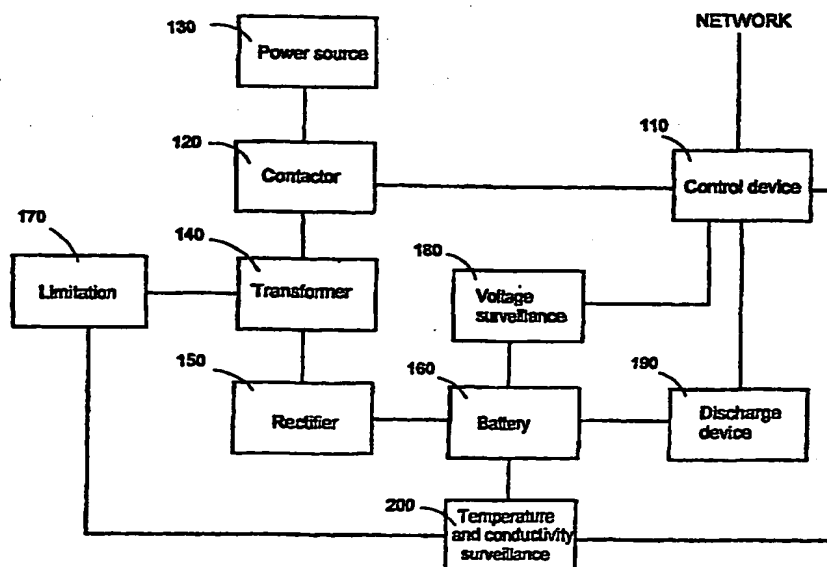 130
Power source
NETWORK
120
Contactor
110
Control device
170
Limitation
140
Transformer
180
Voltage
surveillance
150
Rectifier
160
Battery
190
Discharge
device
200
Temperature
and conductivity
surveillance